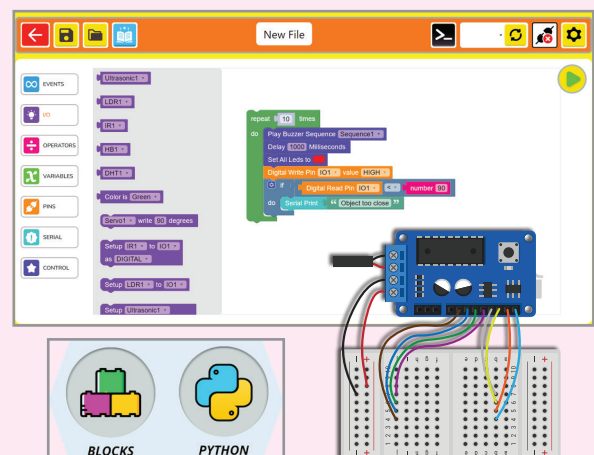 New File
EVENTS
I/O
OPERATORS
VARIABLES
PINS
SERIAL
CONTROL
Ultrasonic1
LDR1
IR1
HB1
DHT1
Color is Green
Servo1 write 90 degrees
Setup IR1 to IO1
as DIGITAL
Setup LDR1 to IO1
Setup Ultrasonic1
repeat 10 times
do Play Buzzer Sequence Sequence1
Delay 1000 Milliseconds
Set All Leds to
Digital Write Pin IO1 value HIGH
if Digital Read Pin IO1 < number 90
do Serial Print “ Object too close ”
BLOCKS
PYTHON